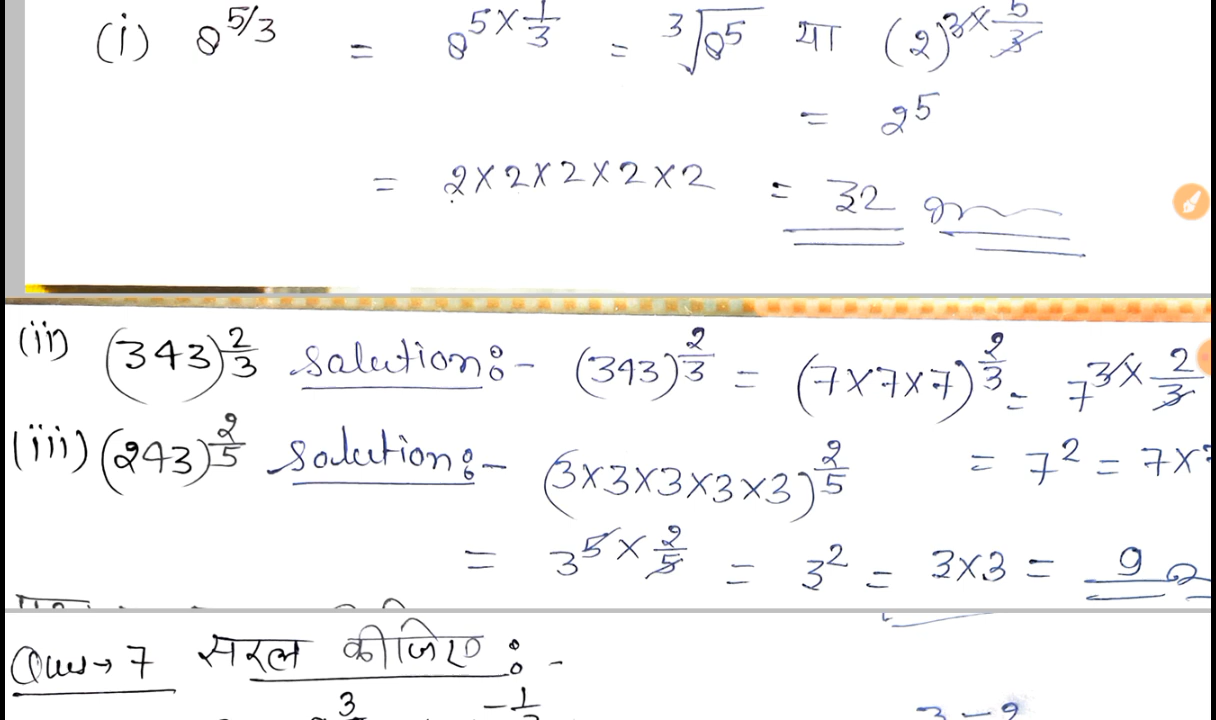 (i) 8^5/3 = 8^5×1/3 = ∛8^5 या (2)^3×5/3
= 2^5
= 2×2×2×2×2 = 32
(ii) (343)^2/3 Salution:- (343)^2/3 = (7×7×7)^2/3 = 7^3×2/3
= 7^2 = 7×
(iii) (243)^2/5 Solution:- (3×3×3×3×3)^2/5
= 3^5×2/5 = 3^2 = 3×3 = 9
Ques→7 सरल कीजिए :-